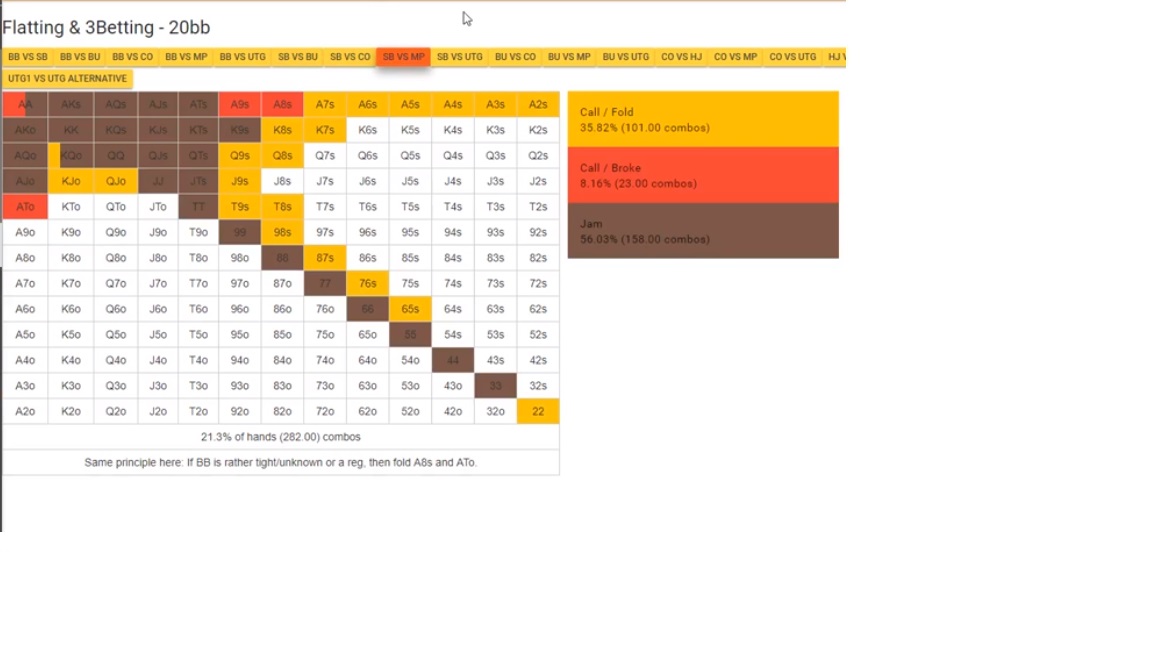 Flatting & 3Betting - 20bb
BB VS SB BB VS BU BB VS CO BB VS MP BB VS UTG SB VS BU SB VS CO SB VS MP SB VS UTG BU VS CO BU VS MP BU VS UTG CO VS HJ CO VS MP CO VS UTG HJ V
UTG1 VS UTG ALTERNATIVE
AA AKs AQs AJs ATs A9s A8s A7s A6s A5s A4s A3s A2s
AKo KK KQs KJs KTs K9s K8s K7s K6s K5s K4s K3s K2s
AQo KQo QQ QJs QTs Q9s Q8s Q7s Q6s Q5s Q4s Q3s Q2s
AJo KJo QJo JJ JTs J9s J8s J7s J6s J5s J4s J3s J2s
ATo KTo QTo JTo TT T9s T8s T7s T6s T5s T4s T3s T2s
A9o K9o Q9o J9o T9o 99 98s 97s 96s 95s 94s 93s 92s
A8o K8o Q8o J8o T8o 98o 88 87s 86s 85s 84s 83s 82s
A7o K7o Q7o J7o T7o 97o 87o 77 76s 75s 74s 73s 72s
A6o K6o Q6o J6o T6o 96o 86o 76o 66 65s 64s 63s 62s
A5o K5o Q5o J5o T5o 95o 85o 75o 65o 55 54s 53s 52s
A4o K4o Q4o J4o T4o 94o 84o 74o 64o 54o 44 43s 42s
A3o K3o Q3o J3o T3o 93o 83o 73o 63o 53o 43o 33 32s
A2o K2o Q2o J2o T2o 92o 82o 72o 62o 52o 42o 32o 22
21.3% of hands (282.00) combos
Same principle here: If BB is rather tight/unknown or a reg, then fold A8s and ATo.
Call / Fold
35.82% (101.00 combos)
Call / Broke
8.16% (23.00 combos)
Jam
56.03% (158.00 combos)